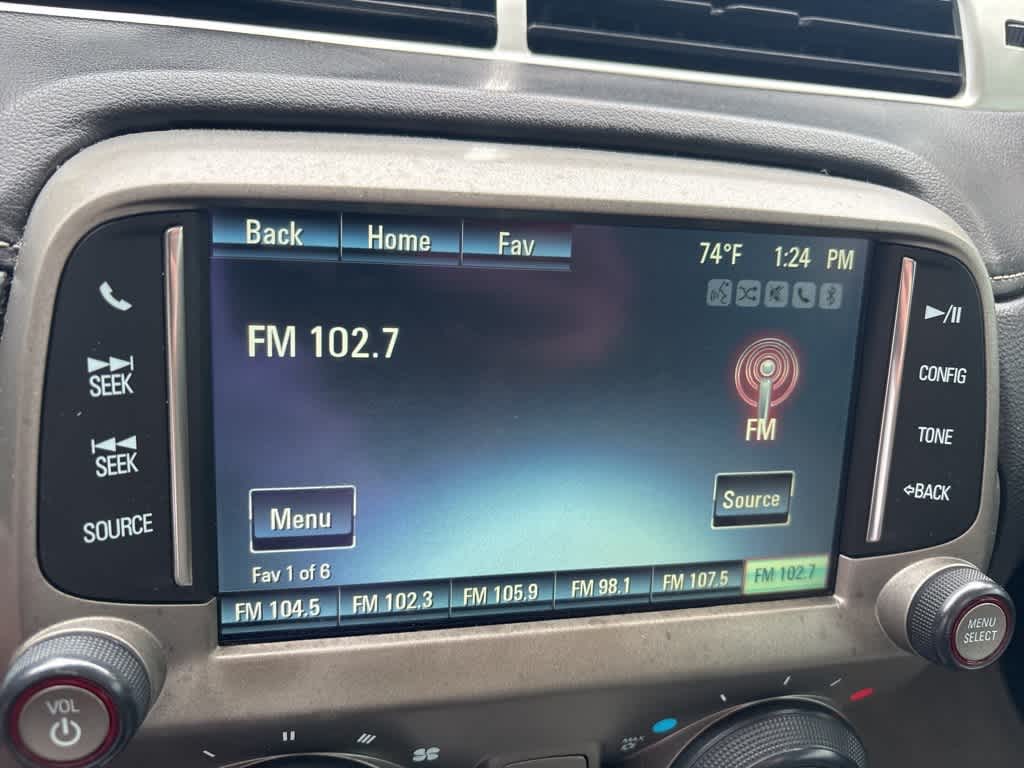 Back Home Fav
74°F 1:24 PM
FM 102.7
FM
Menu
Source
Fav 1 of 6
FM 104.5 FM 102.3 FM 105.9 FM 98.1 FM 107.5 FM 102.7
SEEK
SEEK
SOURCE
CONFIG
TONE
BACK
VOL
MENU
SELECT
MAX